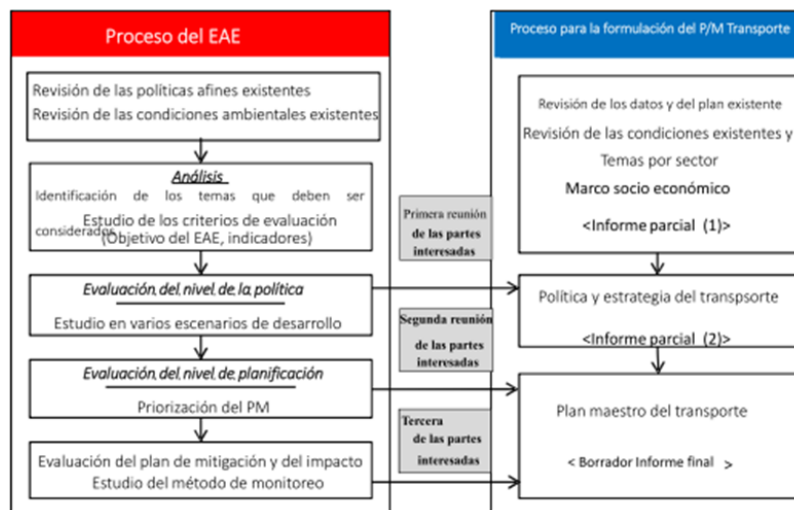 Proceso del EAE
Revisión de las políticas afines existentes
Revisión de las condiciones ambientales existentes
Análisis
Identificación de los temas que deben ser
considerados
Estudio de los criterios de evaluación
(Objetivo del EAE, indicadores)
Evaluación del nivel de la política
Estudio en varios escenarios de desarrollo
Evaluación del nivel de planificación
Priorización del PM
Evaluación del plan de mitigación y del impacto
Estudio del método de monitoreo
Primera reunión
de las partes
interesadas
Segunda reunión
de las partes
interesadas
Tercera
de las partes
interesadas
Proceso para la formulación del P/M Transporte
Revisión de los datos y del plan existente
Revisión de las condiciones existentes y
Temas por sector
Marco socio económico
<Informe parcial (1)>
Política y estrategia del transpsorte
<Informe parcial (2)>
Plan maestro del transporte
< Borrador Informe final >